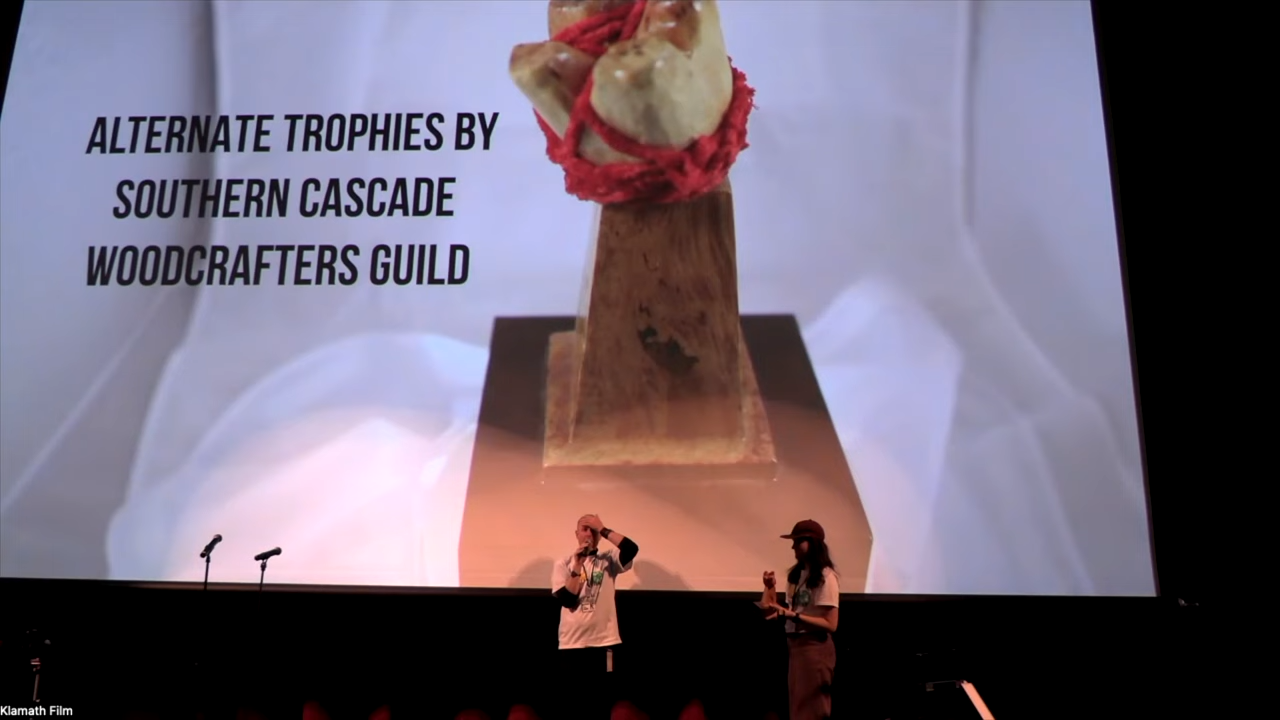 ALTERNATE TROPHIES BY
SOUTHERN CASCADE
WOODCRAFTERS GUILD
Klamath Film